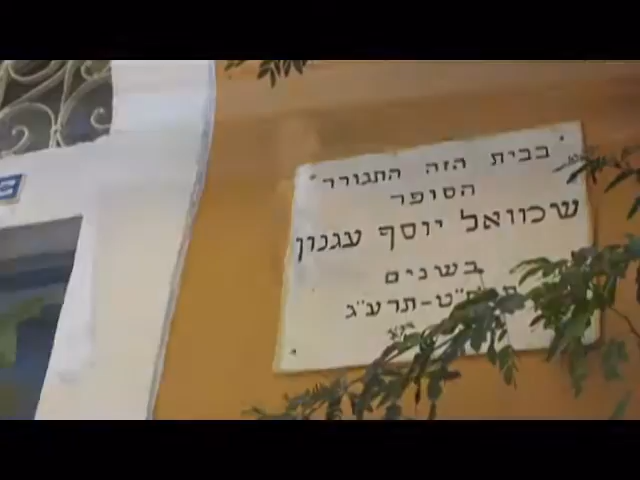 בבית הזה התגורר
הסופר
שמואל יוסף עגנון
בשנים
תרע"ג